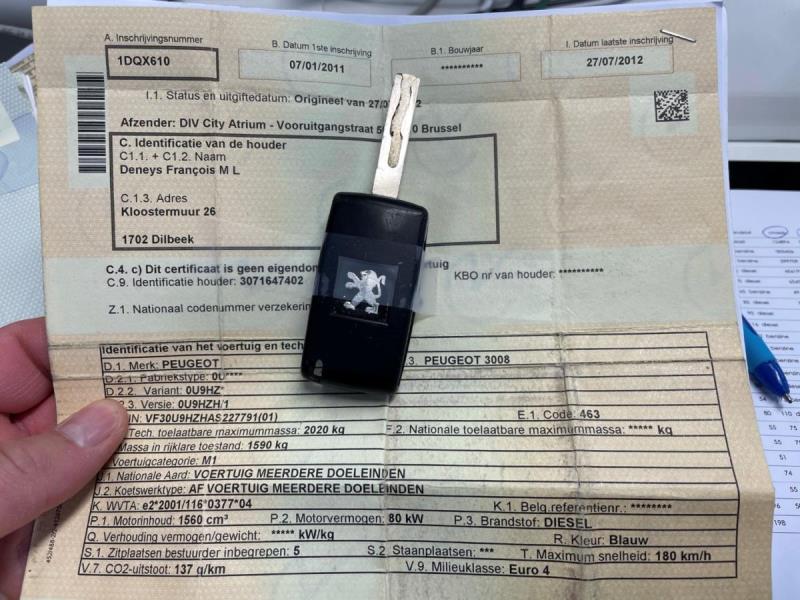 A. Inschrijvingsnummer
1DQX610
B. Datum 1ste inschrijving
07/01/2011
B.1. Bouwjaar
**********
I. Datum laatste inschrijving
27/07/2012
I.1. Status en uitgiftedatum: Origineel van 27/0 2
Afzender: DIV City Atrium - Vooruitgangstraat 5 0 Brussel
C. Identificatie van de houder
C1.1. + C1.2. Naam
Deneys François M L
C.1.3. Adres
Kloostermuur 26
1702 Dilbeek
C.4. c) Dit certificaat is geen eigendom rtuig
C.9. Identificatie houder: 3071647402
KBO nr van houder: **********
Z.1. Nationaal codenummer verzekerin
Identificatie van het voertuig en tech
D.1. Merk: PEUGEOT .3. PEUGEOT 3008
D.2.1. Fabriekstype: 0U****
D.2.2. Variant: 0U9HZ*
.3. Versie: 0U9HZH/1
IN: VF30U9HZHAS227791(01) E.1. Code: 463
Tech. toelaatbare maximummassa: 2020 kg F.2. Nationale toelaatbare maximummassa: ***** kg
Massa in rijklare toestand: 1590 kg
Voertuigcategorie: M1
J.1. Nationale Aard: VOERTUIG MEERDERE DOELEINDEN
J.2. Koetswerktype: AF VOERTUIG MEERDERE DOELEINDEN
K. WVTA: e2*2001/116*0377*04 K.1. Belg.referentienr.: ********
P.1. Motorinhoud: 1560 cm³ P.2. Motorvermogen: 80 kW P.3. Brandstof: DIESEL
Q. Verhouding vermogen/gewicht: ***** kW/kg R. Kleur: Blauw
S.1. Zitplaatsen bestuurder inbegrepen: 5 S.2. Staanplaatsen: *** T. Maximum snelheid: 180 km/h
V.7. CO2-uitstoot: 137 g/km V.9. Milieuklasse: Euro 4